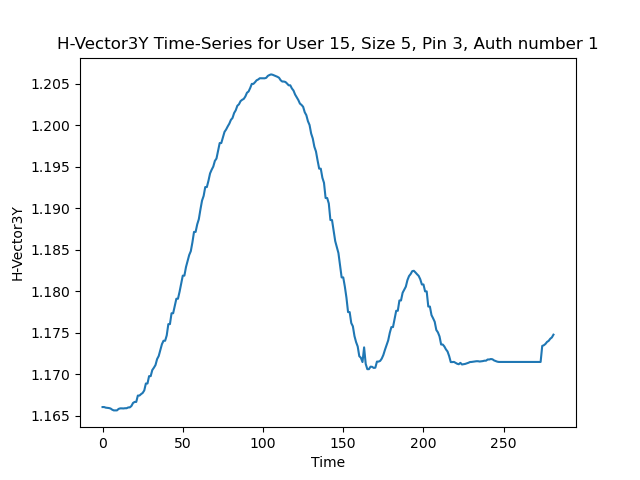 H-Vector3Y Time-Series for User 15, Size 5, Pin 3, Auth number 1
1.205
1.200
1.195
1.190
1.185
1.180
1.175
1.170
1.165
H-Vector3Y
0 50 100 150 200 250
Time